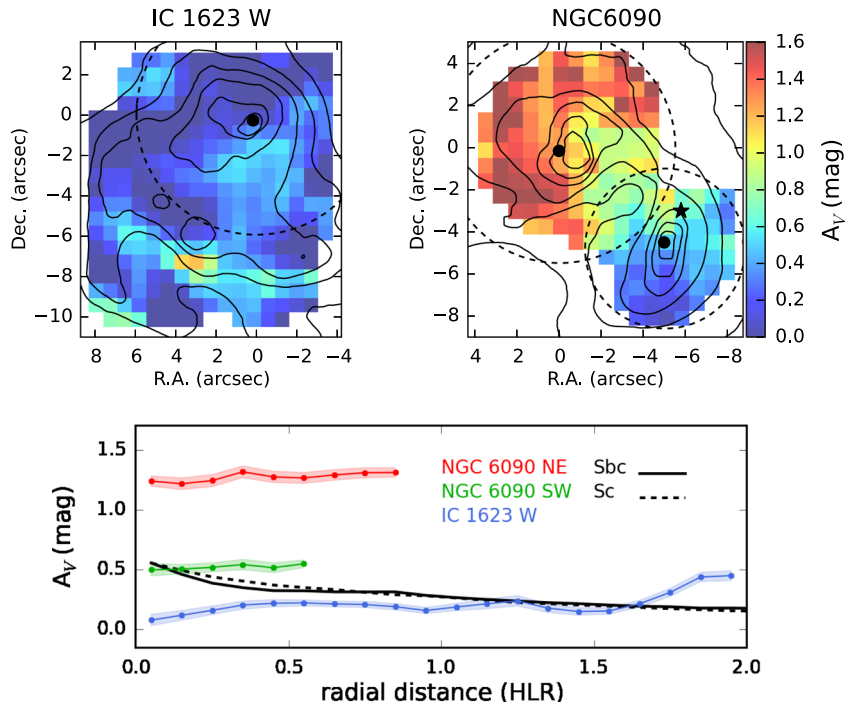 IC 1623 W
NGC6090
2
0
−2
−4
−6
−8
−10
Dec. (arcsec)
8 6 4 2 0 −2 −4
R.A. (arcsec)
4
2
0
−2
−4
−6
−8
Dec. (arcsec)
4 2 0 −2 −4 −6 −8
R.A. (arcsec)
1.6
1.4
1.2
1.0
0.8
0.6
0.4
0.2
0.0
A_V (mag)
1.5
1.0
0.5
0.0
A_V (mag)
NGC 6090 NE
NGC 6090 SW
IC 1623 W
Sbc
Sc
0.0 0.5 1.0 1.5 2.0
radial distance (HLR)